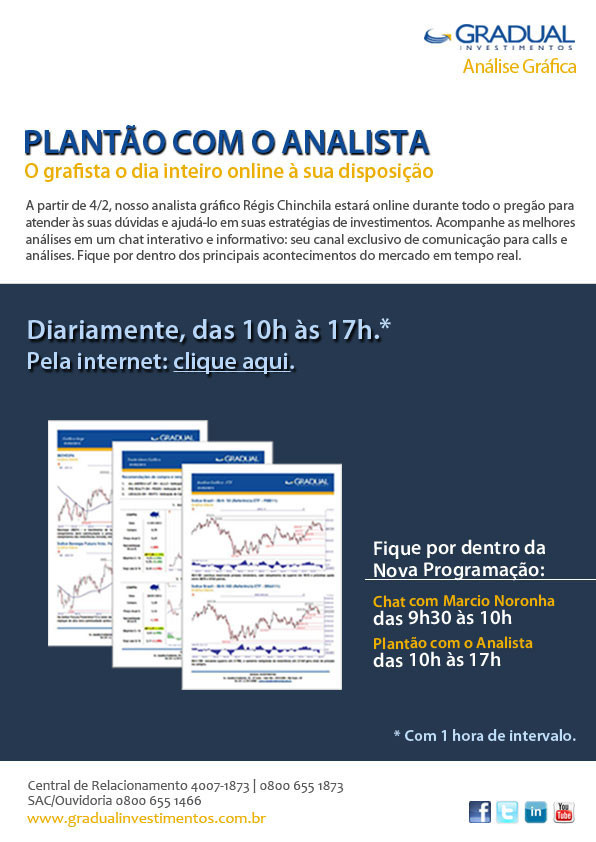 GRADUAL
INVESTIMENTOS
Análise Gráfica
PLANTÃO COM O ANALISTA
O grafista o dia inteiro online à sua disposição
A partir de 4/2, nosso analista gráfico Régis Chinchila estará online durante todo o pregão para
atender às suas dúvidas e ajudá-lo em suas estratégias de investimentos. Acompanhe as melhores
análises em um chat interativo e informativo: seu canal exclusivo de comunicação para calls e
análises. Fique por dentro dos principais acontecimentos do mercado em tempo real.
Diariamente, das 10h às 17h.*
Pela internet: clique aqui.
GRADUAL
GRADUAL
GRADUAL
Fique por dentro da
Nova Programação:
Chat com Marcio Noronha
das 9h30 às 10h
Plantão com o Analista
das 10h às 17h
* Com 1 hora de intervalo.
Central de Relacionamento 4007-1873 | 0800 655 1873
SAC/Ouvidoria 0800 655 1466
www.gradualinvestimentos.com.br
f
t
in
You
Tube